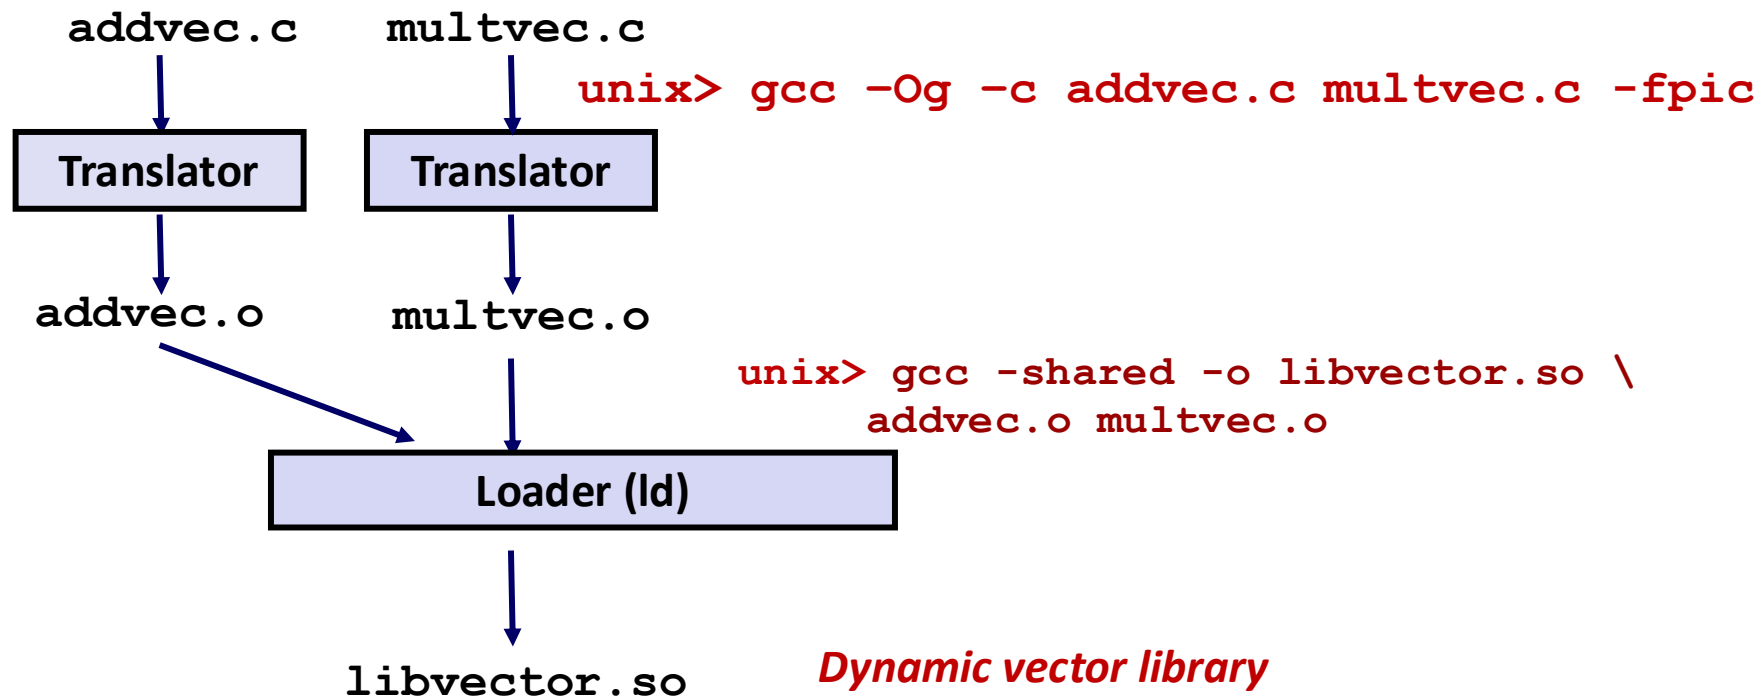 addvec.c multvec.c
unix> gcc –Og –c addvec.c multvec.c -fpic
Translator Translator
addvec.o multvec.o
unix> gcc -shared -o libvector.so \
addvec.o multvec.o
Loader (ld)
libvector.so
Dynamic vector library